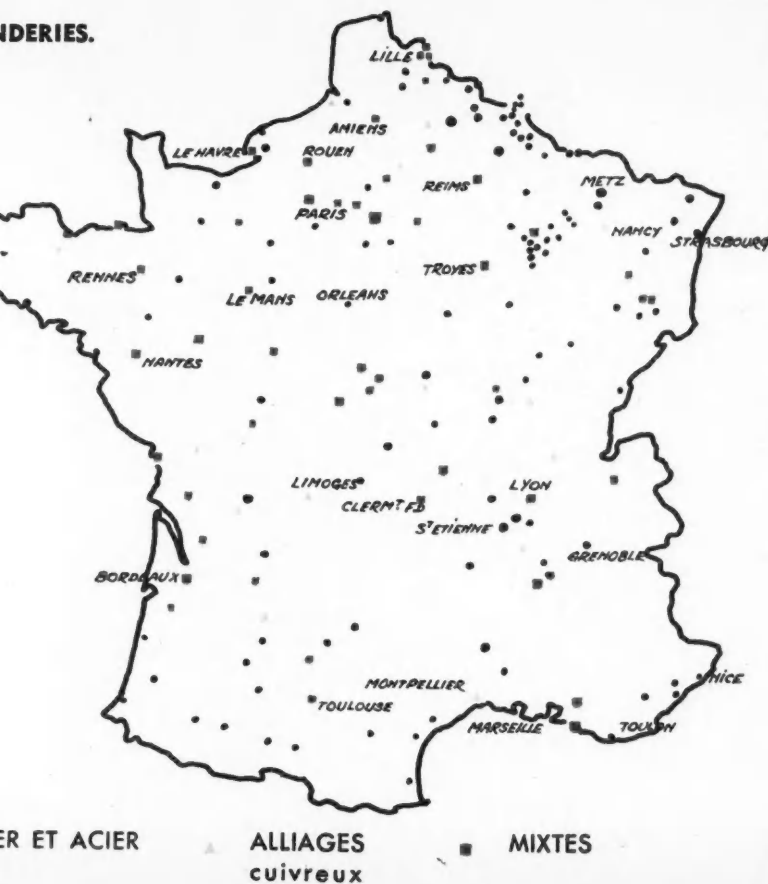 NDERIES.
LILLE
AMIENS
LE HAVRE
ROUEN
REIMS
METZ
PARIS
NANCY
STRASBOURG
RENNES
TROYES
LE MANS
ORLEANS
NANTES
LIMOGES
LYON
CLERMT FD
ST ETIENNE
GRENOBLE
BORDEAUX
MONTPELLIER
NICE
TOULOUSE
MARSEILLE
TOULON
ER ET ACIER
ALLIAGES
cuivreux
MIXTES